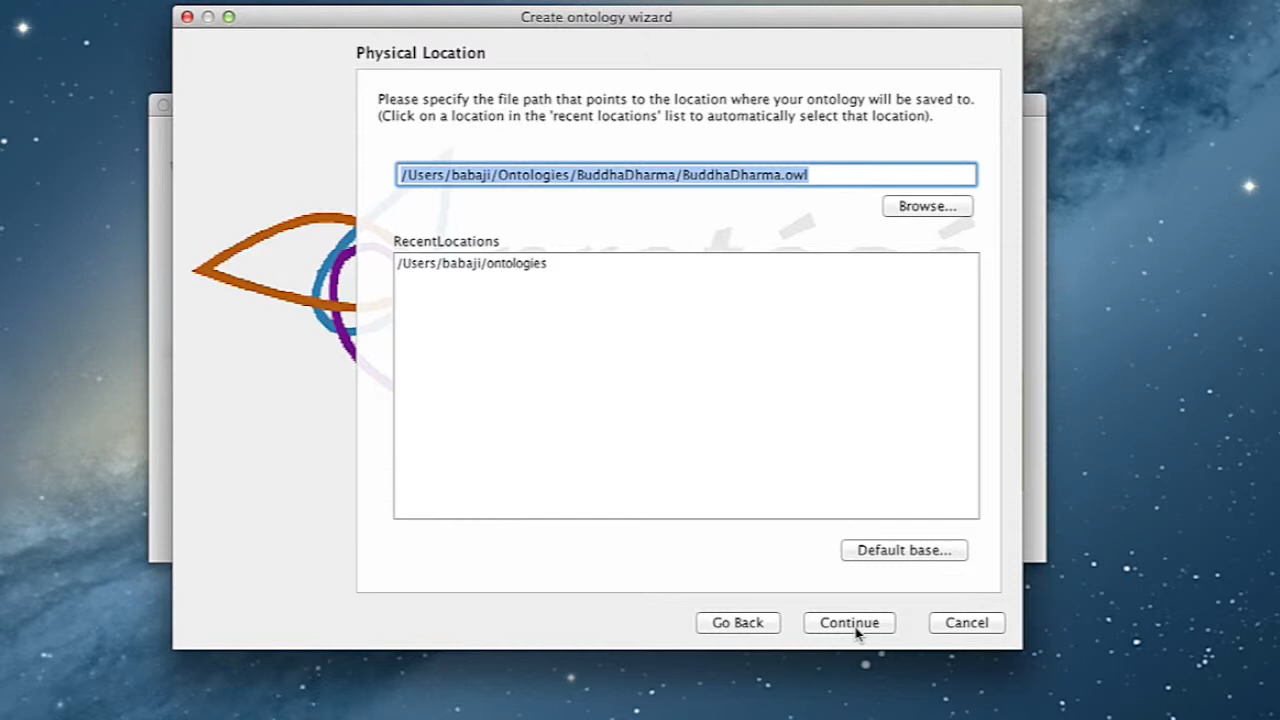 Create ontology wizard
Physical Location
Please specify the file path that points to the location where your ontology will be saved to.
(Click on a location in the 'recent locations' list to automatically select that location).
/Users/babaji/Ontologies/BuddhaDharma/BuddhaDharma.owl
Browse...
RecentLocations
/Users/babaji/ontologies
Default base...
Go Back
Continue
Cancel